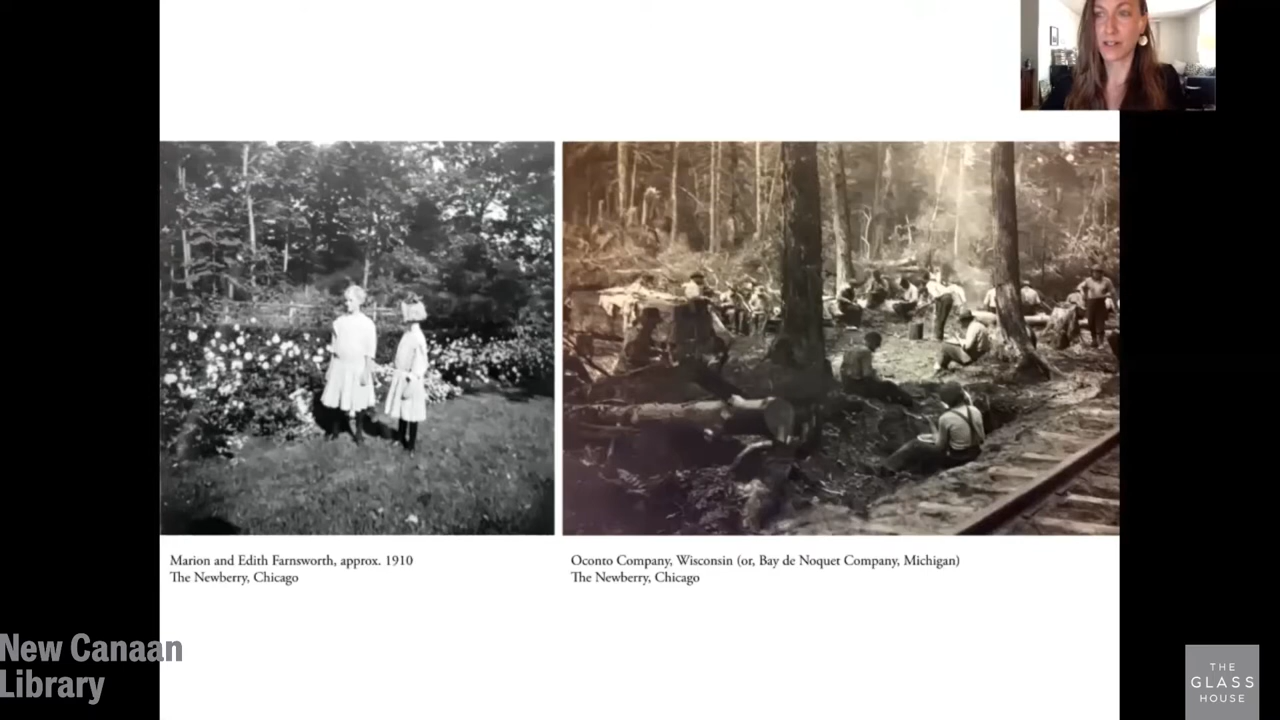 Marion and Edith Farnsworth, approx. 1910
The Newberry, Chicago
Oconto Company, Wisconsin (or, Bay de Noquet Company, Michigan)
The Newberry, Chicago
New Canaan
Library
THE
GLASS
HOUSE